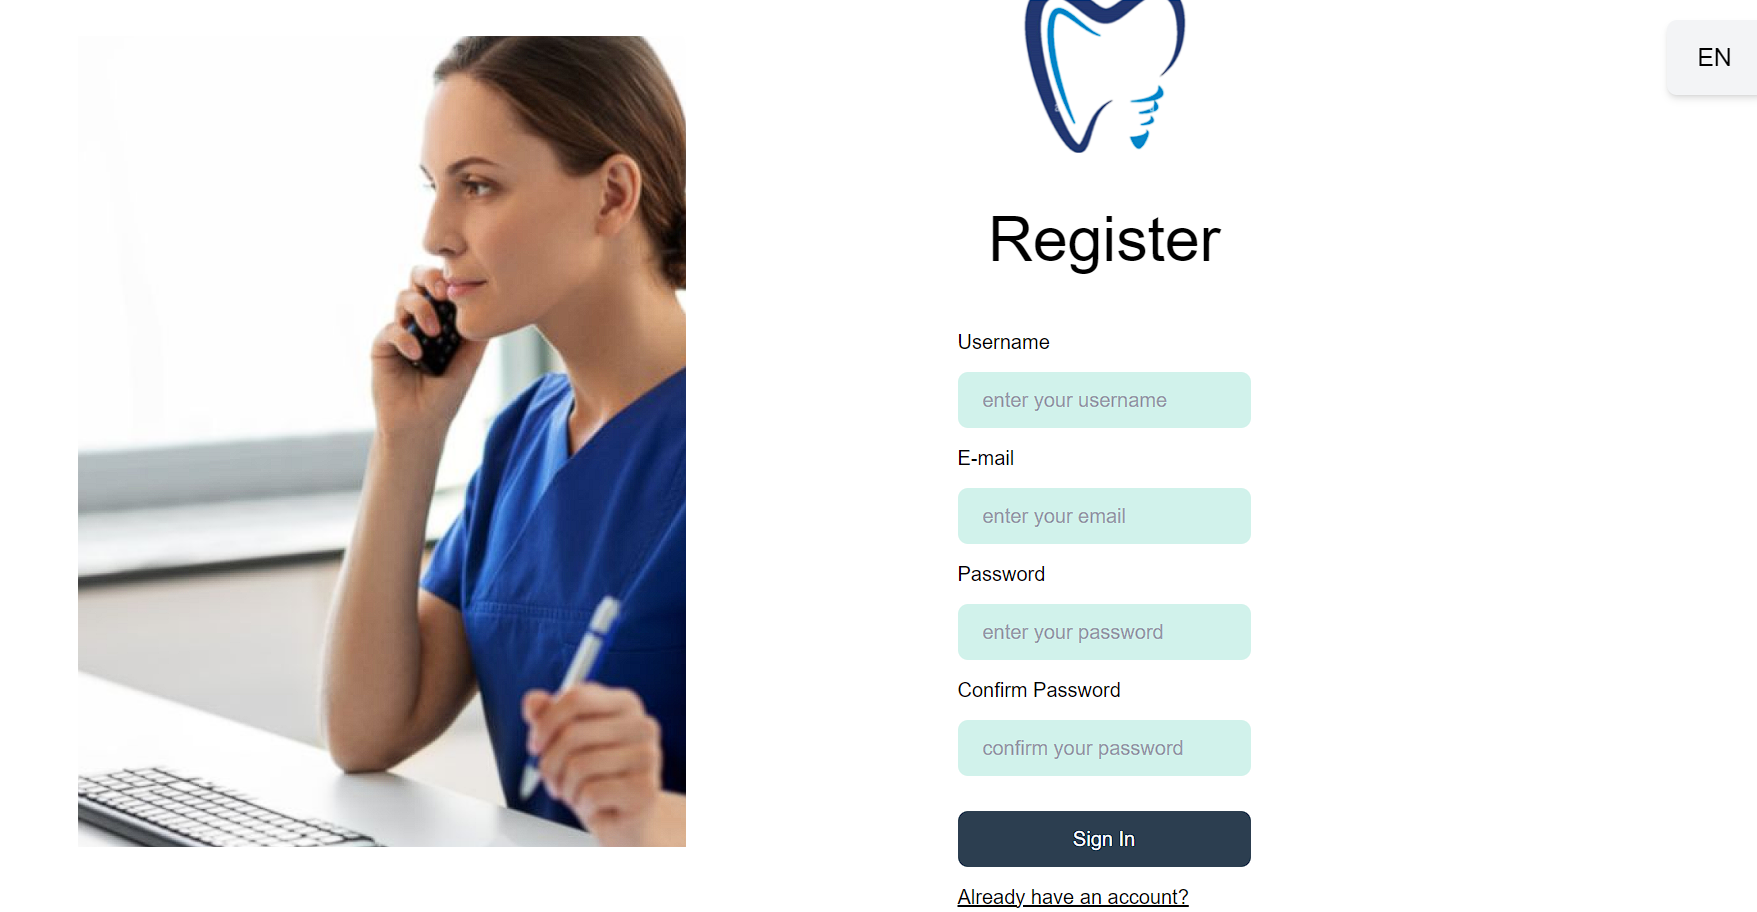 EN
Register
Username
enter your username
E-mail
enter your email
Password
enter your password
Confirm Password
confirm your password
Sign In
Already have an account?